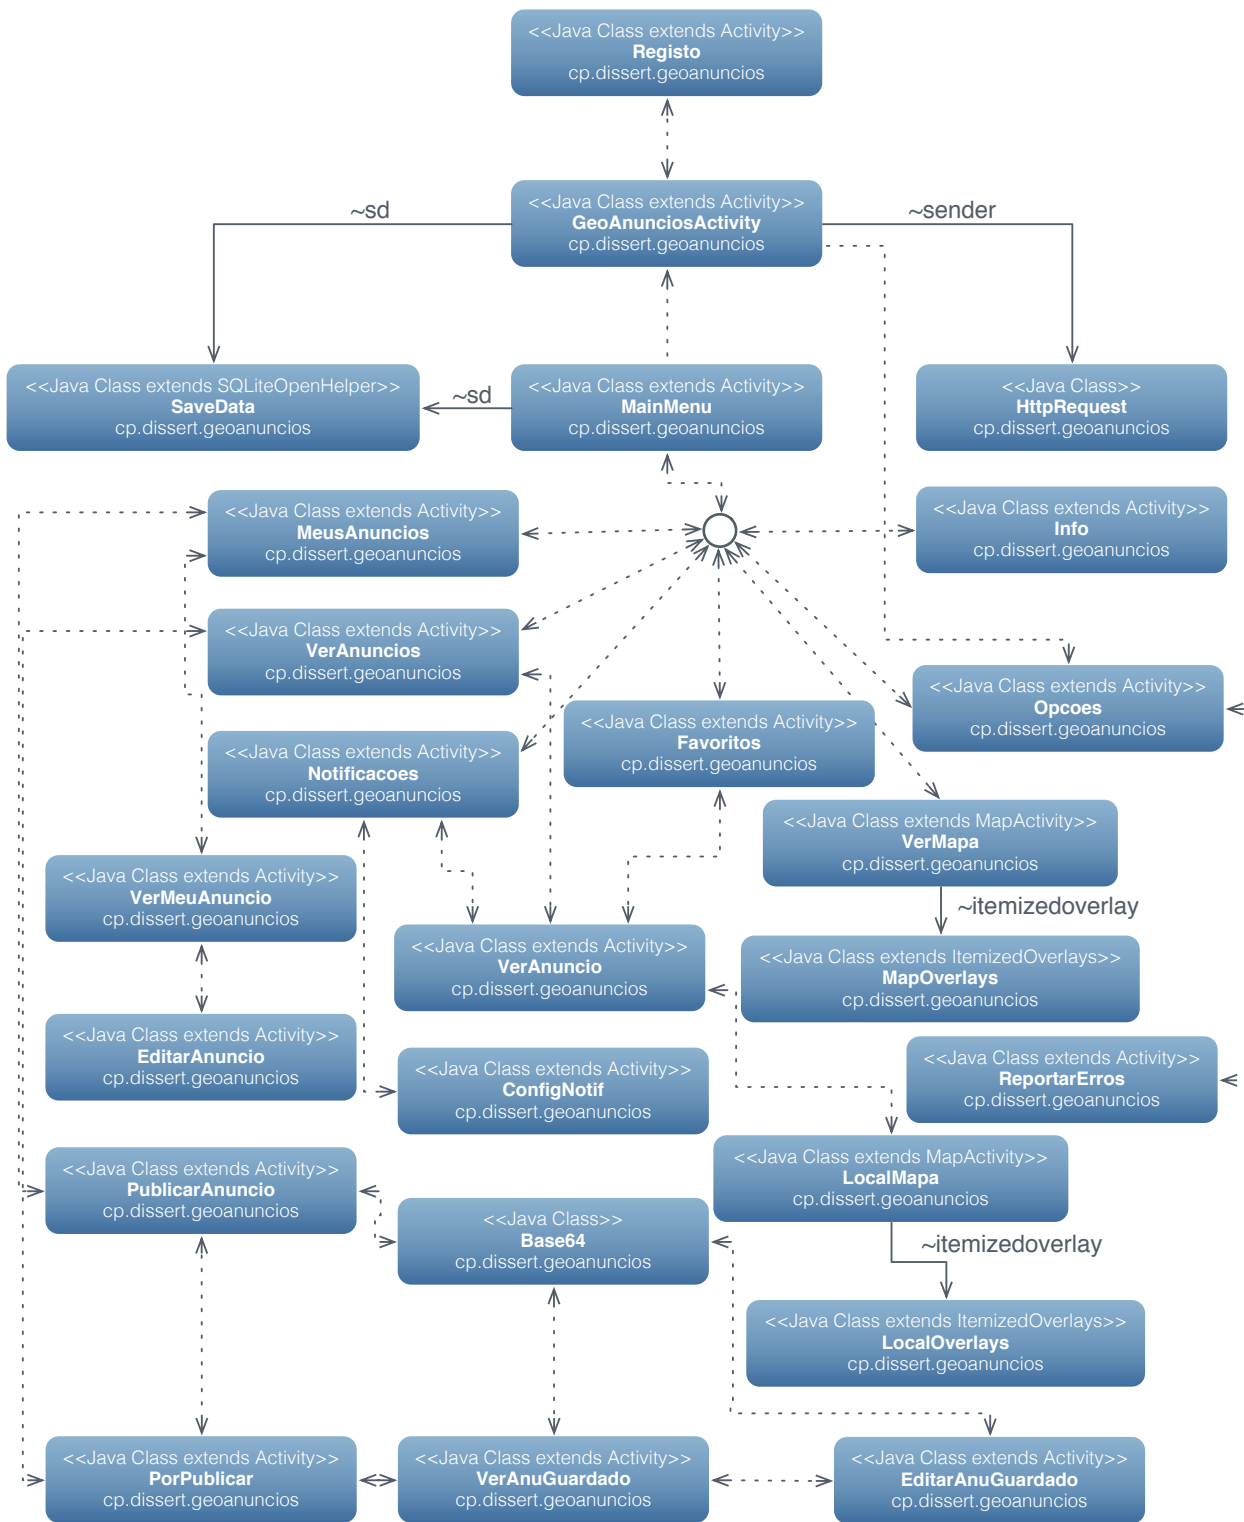 <<Java Class extends Activity>>
Registo
cp.dissert.geoanuncios
<<Java Class extends Activity>>
GeoAnunciosActivity
cp.dissert.geoanuncios
~sd
~sender
<<Java Class extends SQLiteOpenHelper>>
SaveData
cp.dissert.geoanuncios
~sd
<<Java Class extends Activity>>
MainMenu
cp.dissert.geoanuncios
<<Java Class>>
HttpRequest
cp.dissert.geoanuncios
<<Java Class extends Activity>>
MeusAnuncios
cp.dissert.geoanuncios
<<Java Class extends Activity>>
Info
cp.dissert.geoanuncios
<<Java Class extends Activity>>
VerAnuncios
cp.dissert.geoanuncios
<<Java Class extends Activity>>
Opcoes
cp.dissert.geoanuncios
<<Java Class extends Activity>>
Favoritos
cp.dissert.geoanuncios
<<Java Class extends Activity>>
Notificacoes
cp.dissert.geoanuncios
<<Java Class extends MapActivity>>
VerMapa
cp.dissert.geoanuncios
~itemizedoverlay
<<Java Class extends Activity>>
VerMeuAnuncio
cp.dissert.geoanuncios
<<Java Class extends Activity>>
VerAnuncio
cp.dissert.geoanuncios
<<Java Class extends ItemizedOverlays>>
MapOverlays
cp.dissert.geoanuncios
<<Java Class extends Activity>>
EditarAnuncio
cp.dissert.geoanuncios
<<Java Class extends Activity>>
ConfigNotif
cp.dissert.geoanuncios
<<Java Class extends Activity>>
ReportarErros
cp.dissert.geoanuncios
<<Java Class extends Activity>>
PublicarAnuncio
cp.dissert.geoanuncios
<<Java Class extends MapActivity>>
LocalMapa
cp.dissert.geoanuncios
~itemizedoverlay
<<Java Class>>
Base64
cp.dissert.geoanuncios
<<Java Class extends ItemizedOverlays>>
LocalOverlays
cp.dissert.geoanuncios
<<Java Class extends Activity>>
PorPublicar
cp.dissert.geoanuncios
<<Java Class extends Activity>>
VerAnuGuardado
cp.dissert.geoanuncios
<<Java Class extends Activity>>
EditarAnuGuardado
cp.dissert.geoanuncios